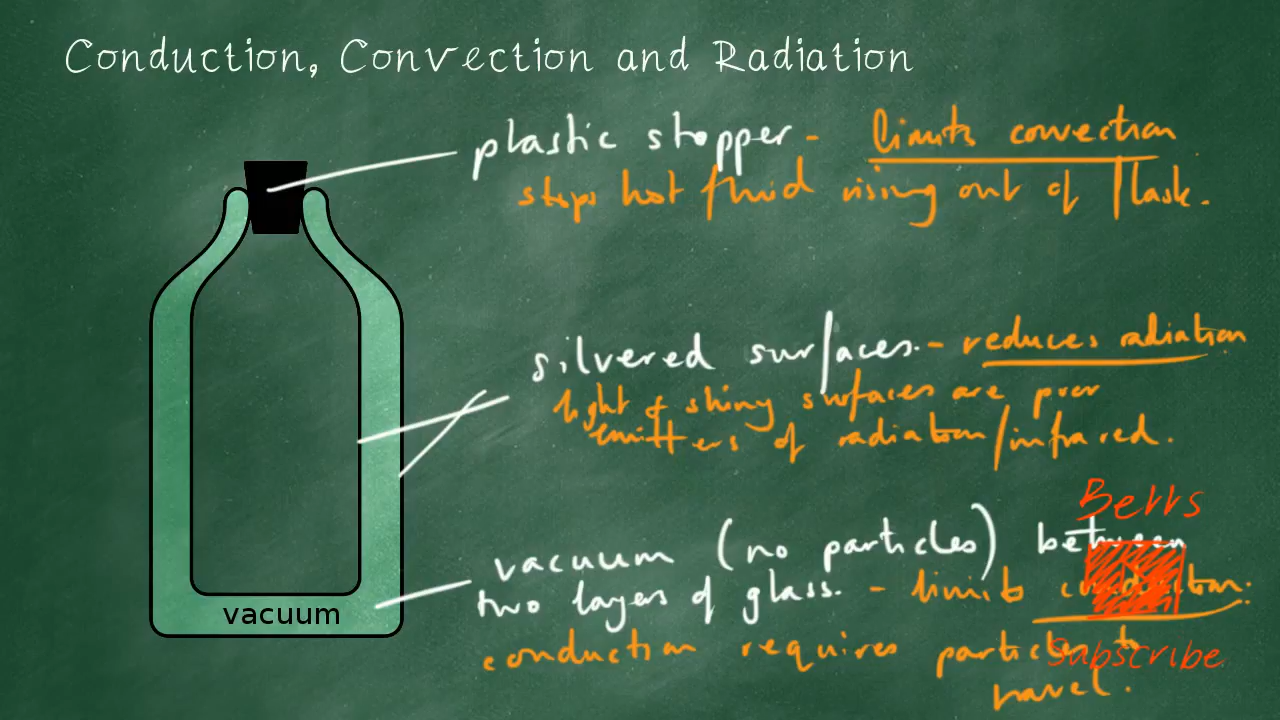 Conduction, Convection and Radiation
plastic stopper - limits convection
stops hot fluid rising out of flask.
silvered surfaces. - reduces radiation
light & shiny surfaces are poor
emitters of radiation/infrared.
Berrs
vacuum (no particles) between
two layers of glass. - limits conduction.
vacuum
conduction requires particles to
travel.
Subscribe